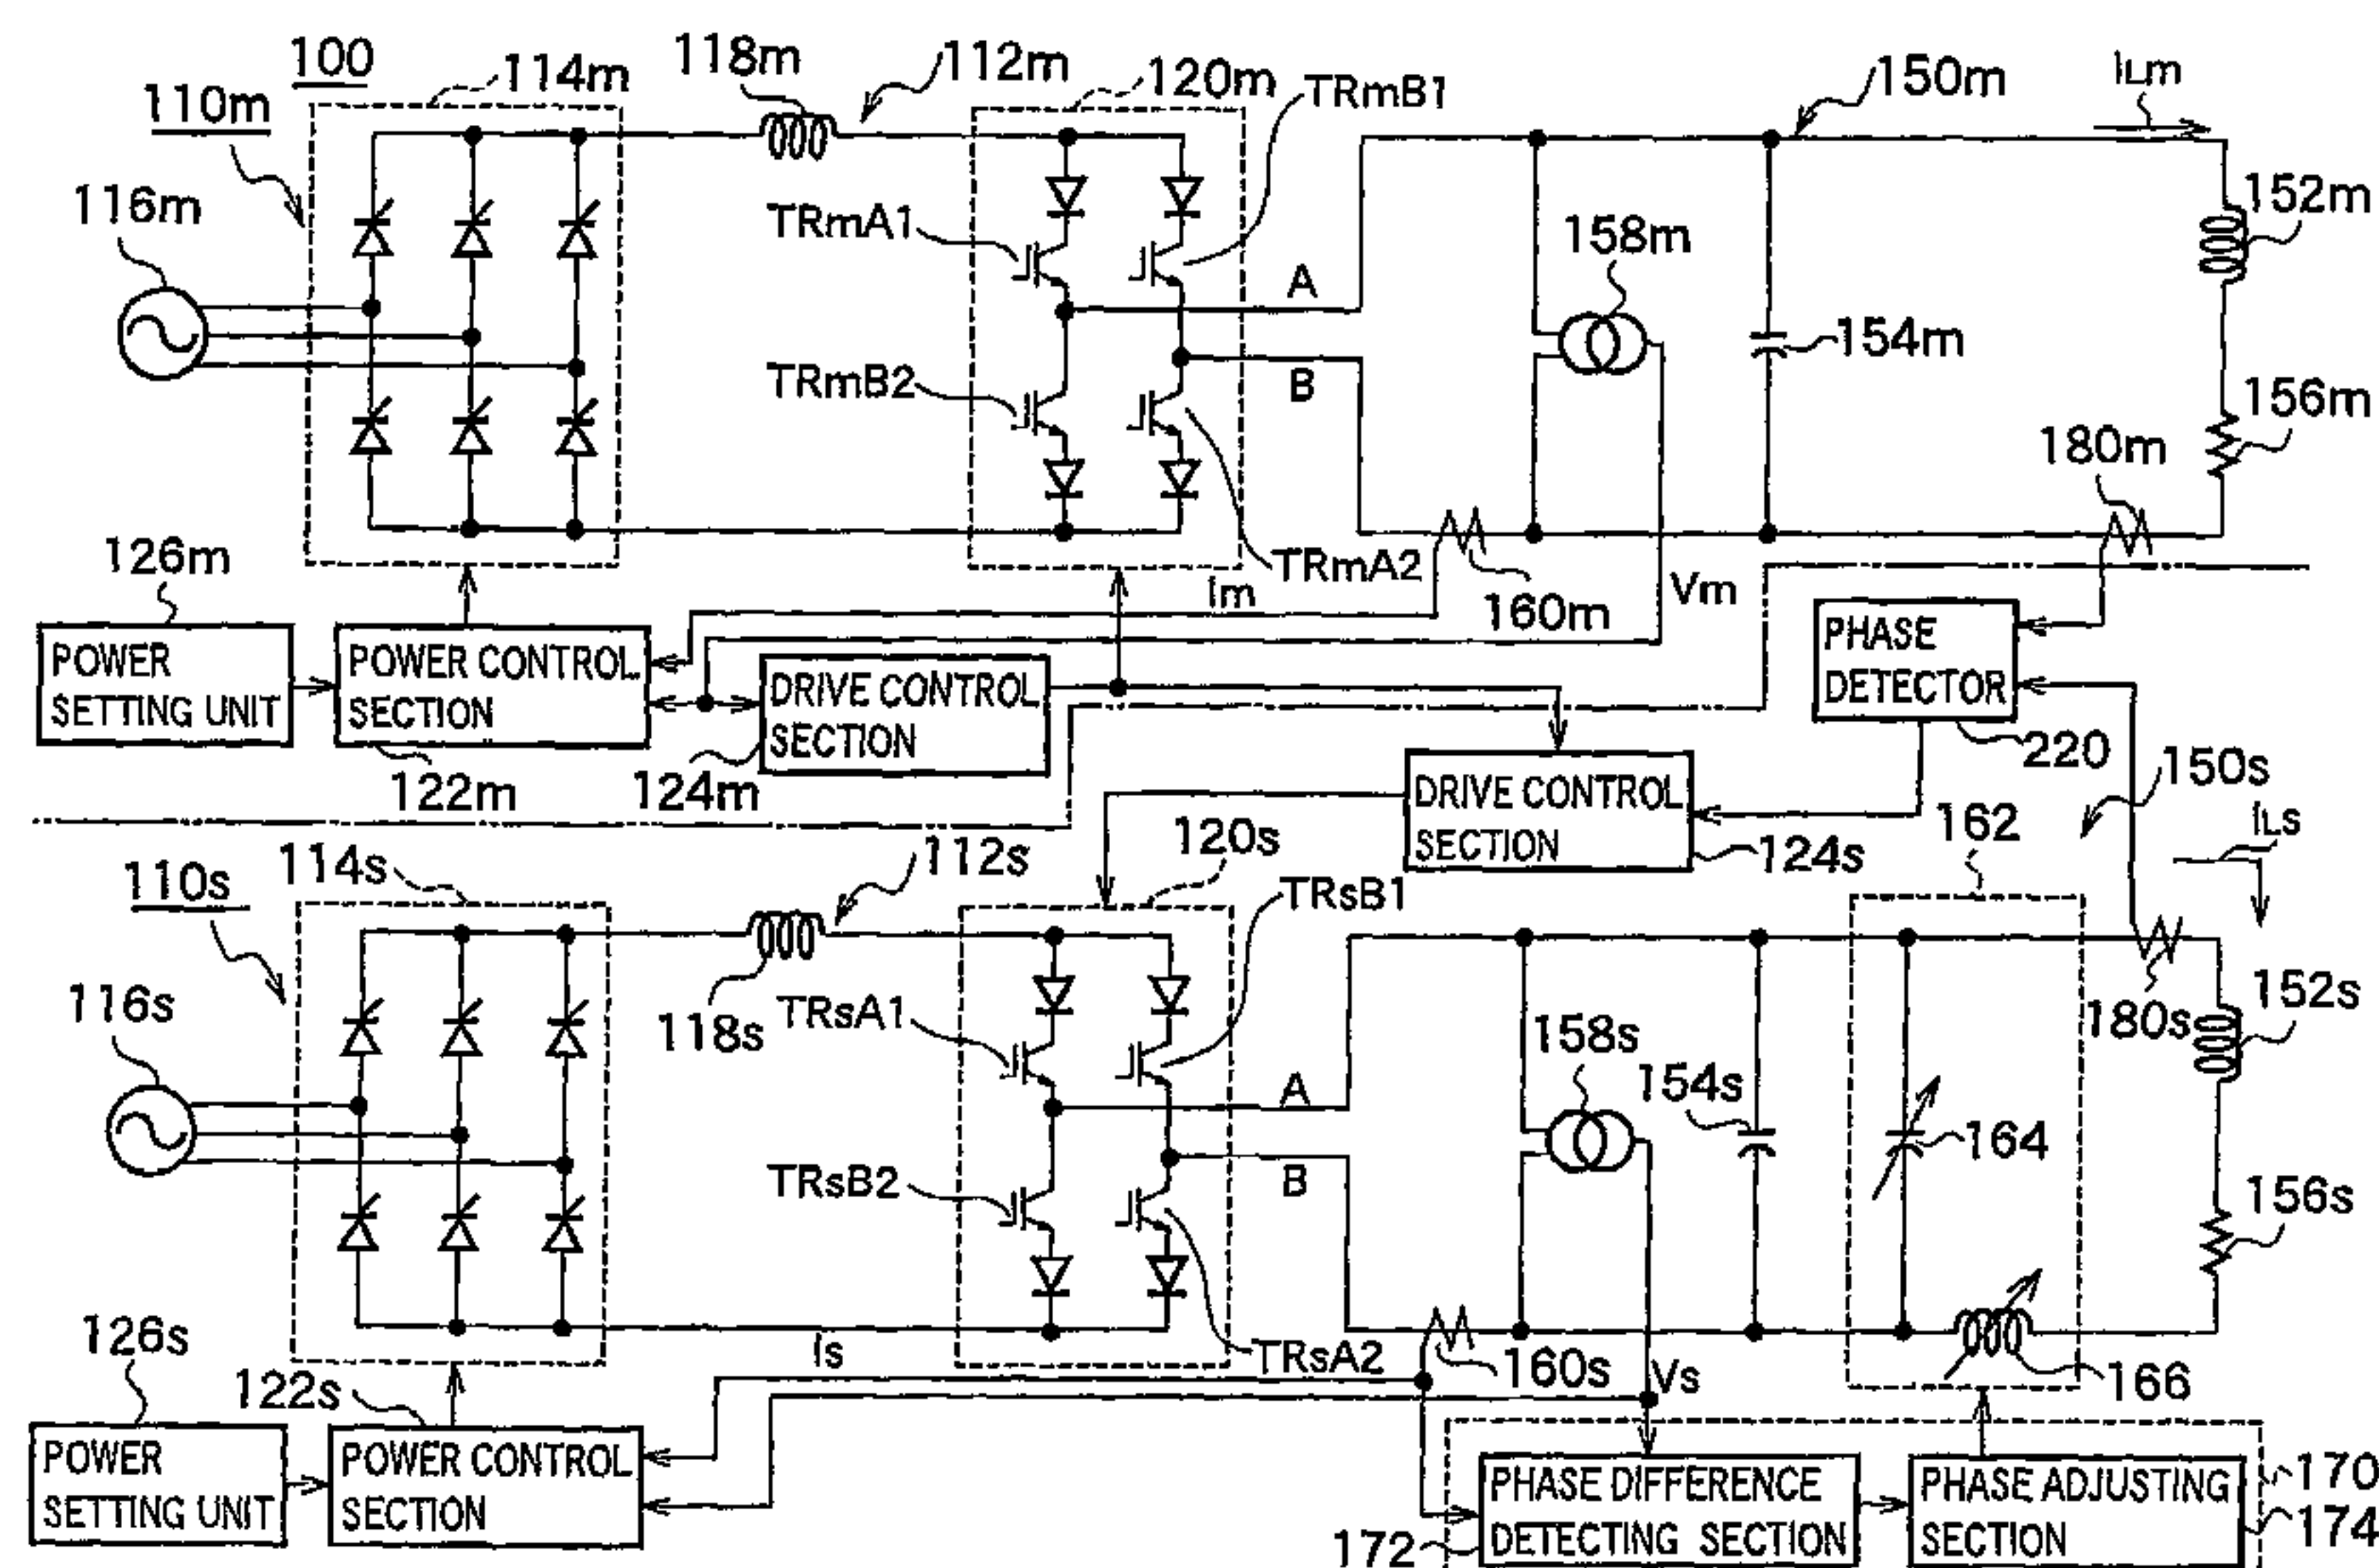 100
110m
114m
118m
112m
120m
TRmB1
150m
ILm
116m
TRmA1
158m
152m
A
154m
TRmB2
B
156m
180m
126m
TRmA2
Im
160m
Vm
POWER
SETTING UNIT
POWER CONTROL
SECTION
DRIVE CONTROL
SECTION
PHASE
DETECTOR
122m
124m
220
150s
DRIVE CONTROL
SECTION
124s
162
ILs
110s
114s
112s
120s
TRsB1
116s
118s
TRsA1
158s
154s
180s
152s
A
164
TRsB2
B
156s
126s
Is
TRsA2
160s
Vs
166
122s
POWER
SETTING UNIT
POWER CONTROL
SECTION
PHASE DIFFERENCE
DETECTING SECTION
PHASE ADJUSTING
SECTION
170
174
172